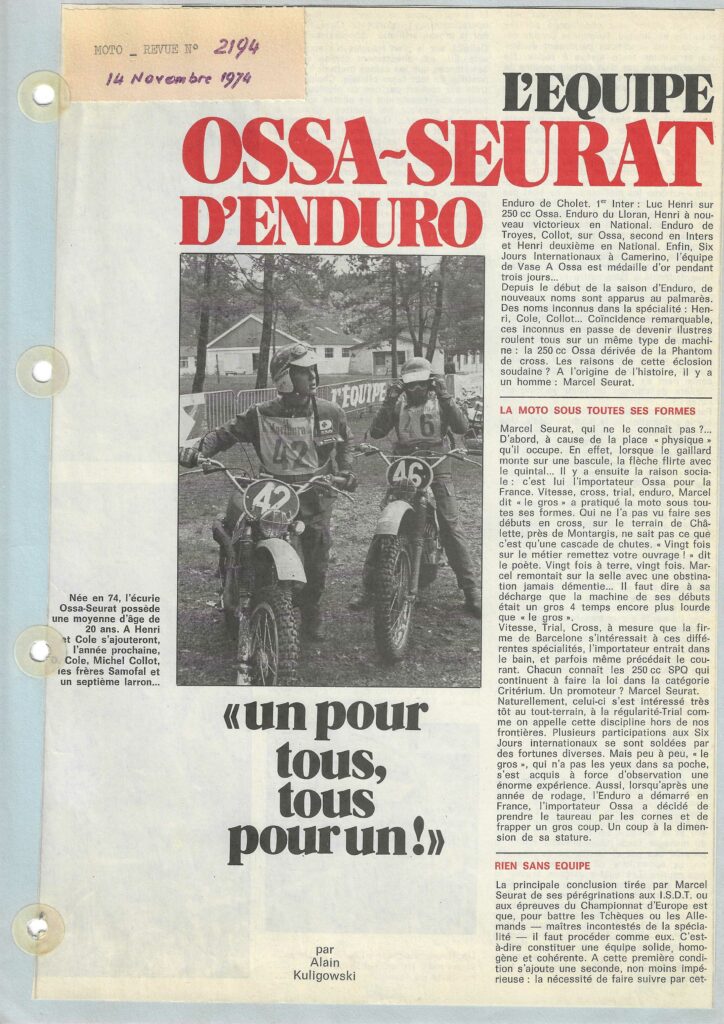 MOTO _ REVUE N° 2194
14 Novembre 1974
L'EQUIPE
OSSA~SEURAT
D'ENDURO
Enduro de Cholet. 1er Inter : Luc Henri sur
250 cc Ossa. Enduro du Lloran, Henri à nou-
veau victorieux en National. Enduro de
Troyes, Collot, sur Ossa, second en Inters
et Henri deuxième en National. Enfin, Six
Jours Internationaux à Camerino, l'équipe
de Vase A Ossa est médaille d'or pendant
trois jours...
Depuis le début de la saison d'Enduro, de
nouveaux noms sont apparus au palmarès.
Des noms inconnus dans la spécialité : Hen-
ri, Cole, Collot... Coïncidence remarquable,
ces inconnus en passe de devenir ilustres
roulent tous sur un même type de machi-
ne : la 250 cc Ossa dérivée de la Phantom
de cross. Les raisons de cette éclosion
soudaine ? A l'origine de l'histoire, il y a
un homme : Marcel Seurat.
LA MOTO SOUS TOUTES SES FORMES
Marcel Seurat, qui ne le connait pas ?...
D'abord, à cause de la place « physique »
qu'il occupe. En effet, lorsque le gaillard
monte sur une bascule, la flèche flirte avec
le quintal... Il y a ensuite la raison socia-
le : c'est lui l'importateur Ossa pour la
France. Vitesse, cross, trial, enduro, Marcel
dit « le gros » a pratiqué la moto sous tou-
tes ses formes. Qui ne l'a pas vu faire ses
débuts en cross, sur le terrain de Châ-
lette, près de Montargis, ne sait pas ce que
c'est qu'une cascade de chutes. « Vingt fois
sur le métier remettez votre ouvrage ! » dit
le poète. Vingt fois à terre, vingt fois. Mar-
cel remontait sur la selle avec une obstina-
tion jamais démentie... Il faut dire à sa
décharge que la machine de ses débuts
était un gros 4 temps encore plus lourde
que « le gros ».
Vitesse, Trial, Cross, à mesure que la fir-
me de Barcelone s'intéressait à ces diffé-
rentes spécialités, l'importateur entrait dans
le bain, et parfois même précédait le cou-
rant. Chacun connaît les 250 cc SPQ qui
continuent à faire la loi dans la catégorie
Critérium. Un promoteur ? Marcel Seurat.
Naturellement, celui-ci s'est intéressé très
tôt au tout-terrain, à la régularité-Trial com-
me on appelle cette discipline hors de nos
frontières. Plusieurs participations aux Six
Jours internationaux se sont soldées par
des fortunes diverses. Mais peu à peu, « le
gros », qui n'a pas les yeux dans sa poche,
s'est acquis à force d'observation une
énorme expérience. Aussi, lorsqu'après une
année de rodage, l'Enduro a démarré en
France, l'importateur Ossa a décidé de
prendre le taureau par les cornes et de
frapper un gros coup. Un coup à la dimen-
sion de sa stature.
RIEN SANS EQUIPE
La principale conclusion tirée par Marcel
Seurat de ses pérégrinations aux I.S.D.T. ou
aux épreuves du Championnat d'Europe est
que, pour battre les Tchèques ou les Alle-
mands — maîtres incontestés de la spécia-
lité — il faut procéder comme eux. C'est-
à-dire constituer une équipe solide, homo-
gène et cohérente. A cette première condi
tion s'ajoute une seconde, non moins impé-
rieuse : la nécessité de faire suivre par cet-
L'EQUIPE
Marlboro
42
46
42
46
Née en 74, l'écurie
Ossa-Seurat possède
une moyenne d'âge de
20 ans. A Henri
et Cole s'ajouteront,
l'année prochaine,
Cole, Michel Collot,
les frères Samofal et
un septième larron...
«un pour
tous,
tous
pour un!»
par
Alain
Kuligowski